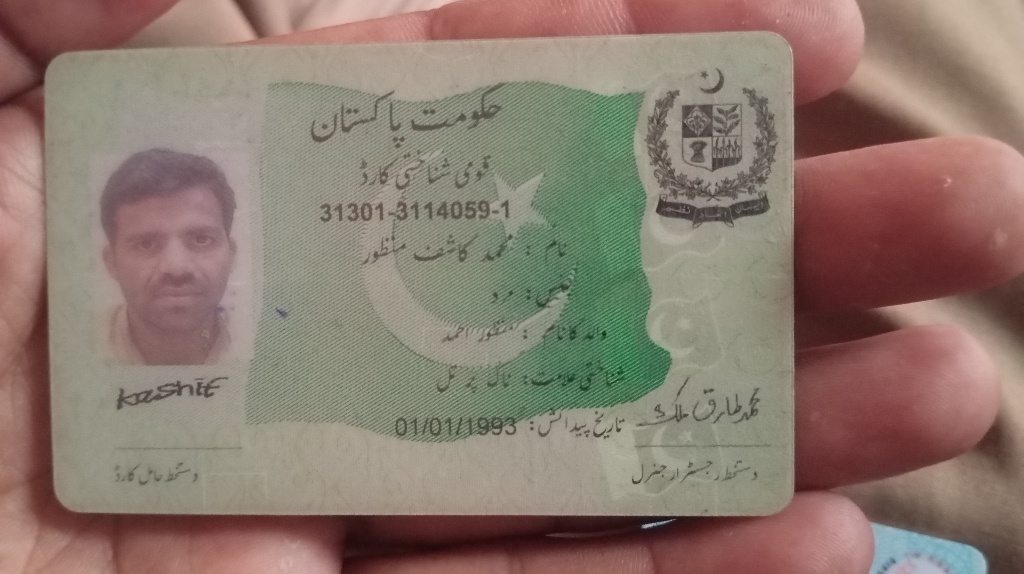 حکومت پاکستان
قومی شناختی کارڈ
31301-3114059-1
نام : محمد کاشف منظور
جنس: مرد
والد کا نام : منظور احمد
شناختی علامت: ناک پر تل
تاریخ پیدائش: 01/01/1993
KASHIF
محمد طارق ملک
دستخط حامل کارڈ
دستخط رجسٹرار جنرل